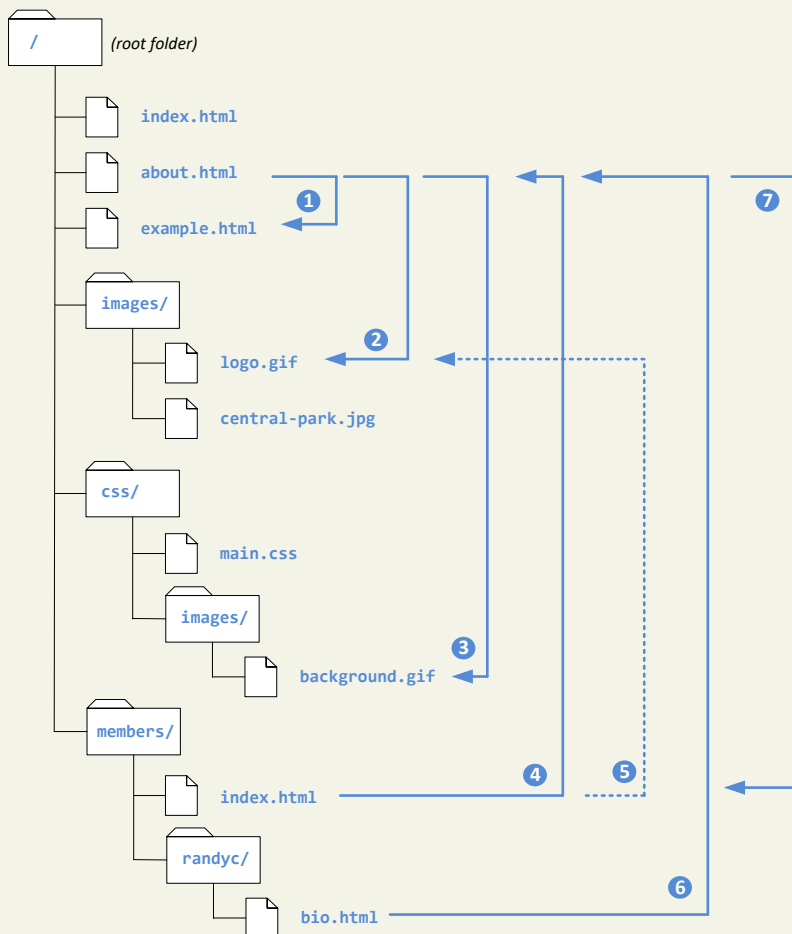 / (root folder)
index.html
about.html
1
7
example.html
images/
2
logo.gif
central-park.jpg
css/
main.css
images/
3
background.gif
members/
4
5
index.html
randyc/
6
bio.html